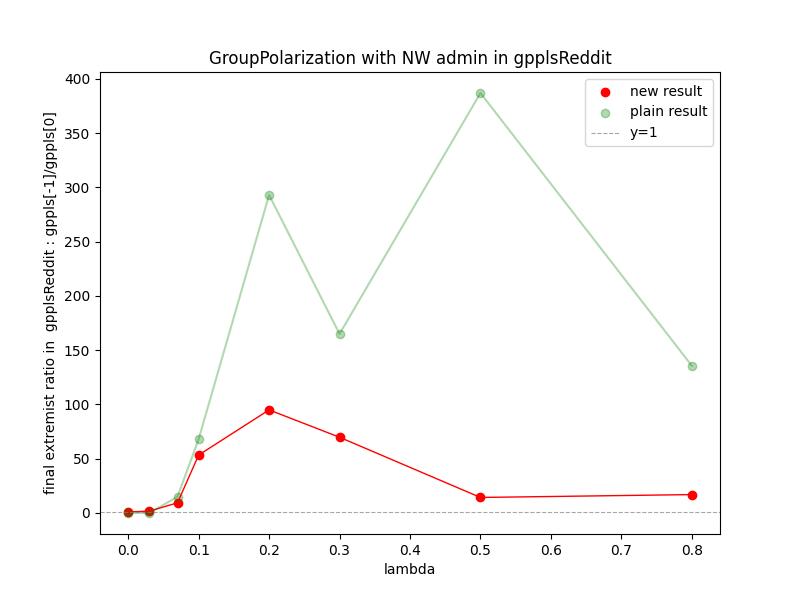 GroupPolarization with NW admin in gpplsReddit
final extremist ratio in  gpplsReddit : gppls[-1]/gppls[0]
400
350
300
250
200
150
100
50
0
new result
plain result
y=1
0.0 0.1 0.2 0.3 0.4 0.5 0.6 0.7 0.8
lambda